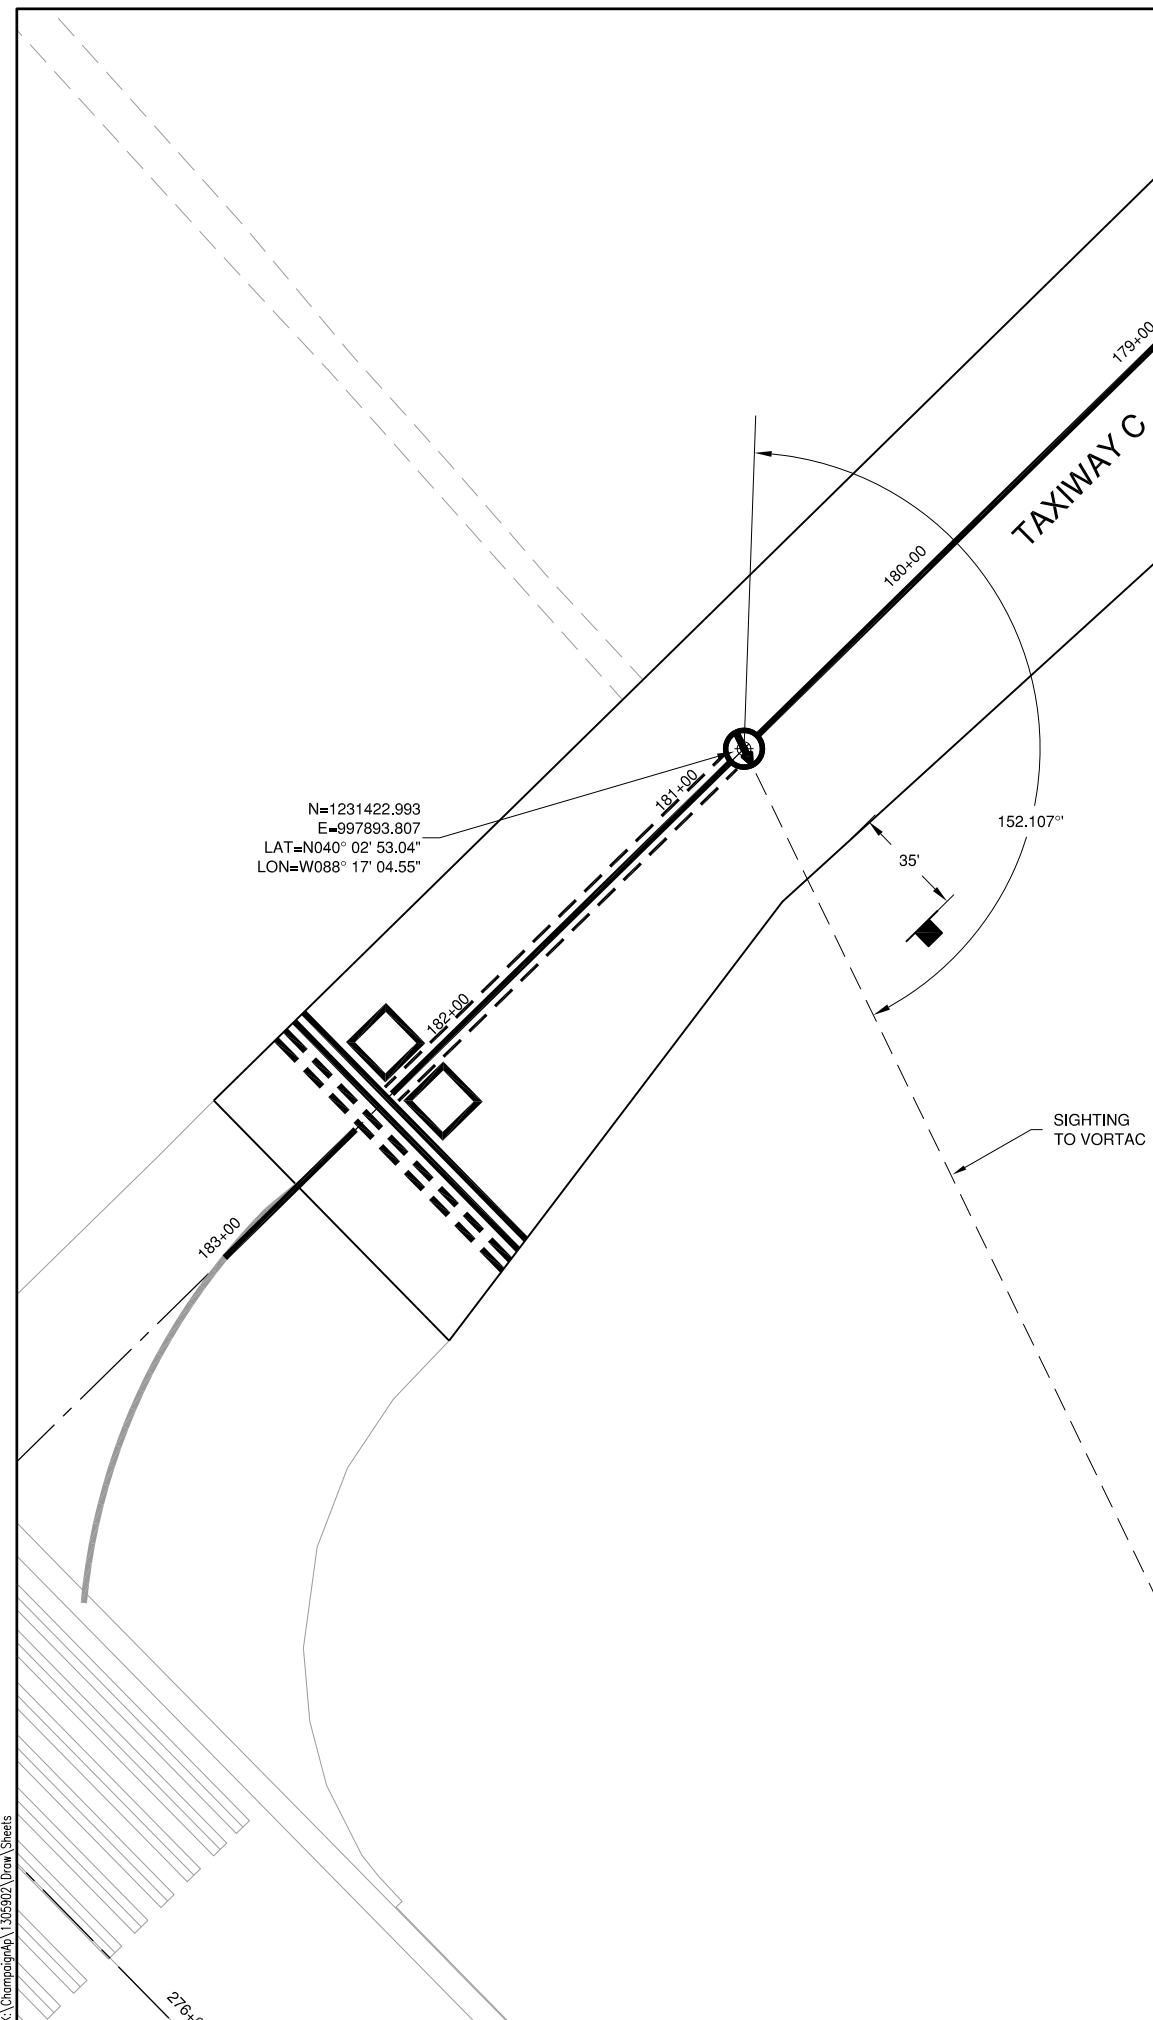 179+00
TAXIWAY C
180+00
181+00
N=1231422.993
E=997893.807
LAT=N040° 02' 53.04"
LON=W088° 17' 04.55"
152.107°'
35'
182+00
SIGHTING
TO VORTAC
183+00
K:\ChampaignAp\1305902\Draw\Sheets